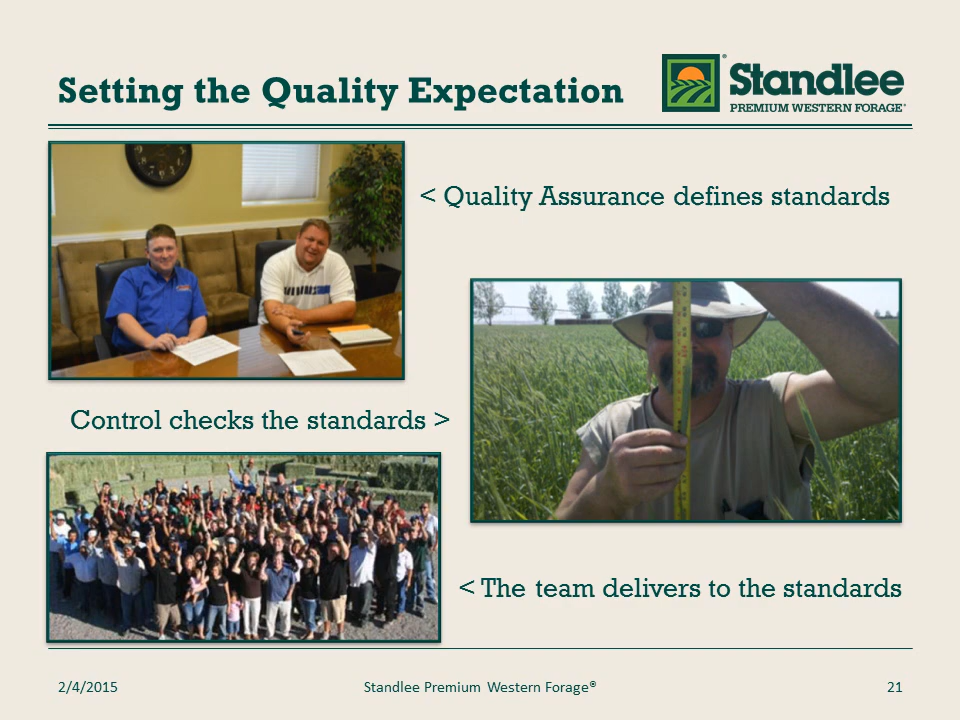 Setting the Quality Expectation
Standlee®
PREMIUM WESTERN FORAGE®
< Quality Assurance defines standards
Control checks the standards >
< The team delivers to the standards
2/4/2015
Standlee Premium Western Forage®
21